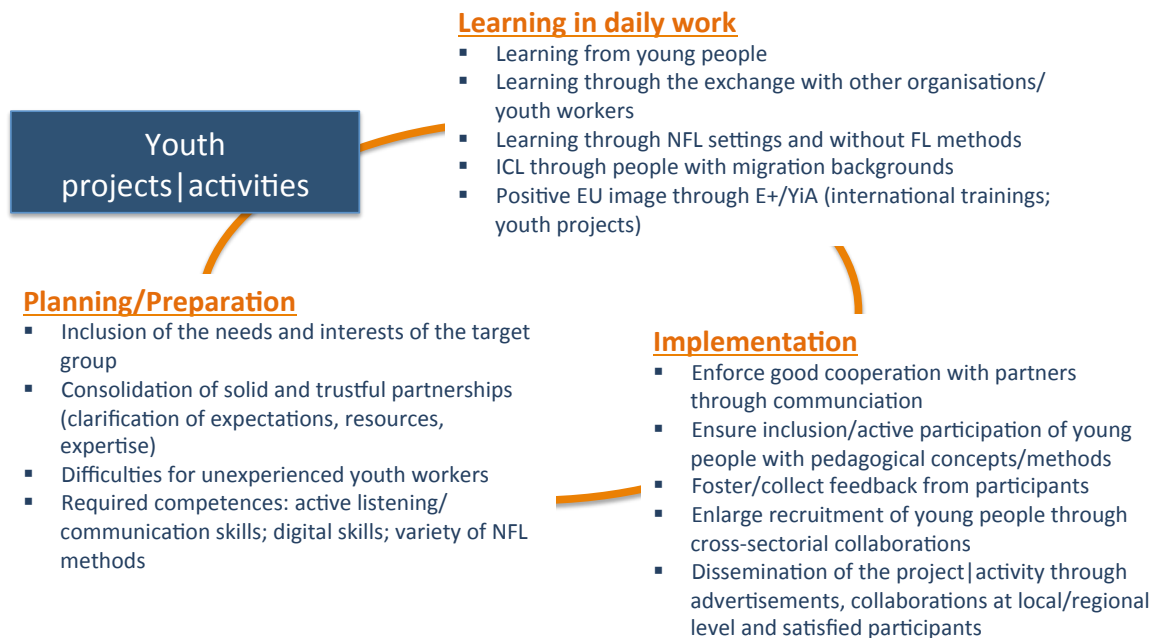 Youth
projects|activities
Learning in daily work
▪ Learning from young people
▪ Learning through the exchange with other organisations/
youth workers
▪ Learning through NFL settings and without FL methods
▪ ICL through people with migration backgrounds
▪ Positive EU image through E+/YiA (international trainings;
youth projects)
Planning/Preparation
▪ Inclusion of the needs and interests of the target
group
▪ Consolidation of solid and trustful partnerships
(clarification of expectations, resources,
expertise)
▪ Difficulties for unexperienced youth workers
▪ Required competences: active listening/
communication skills; digital skills; variety of NFL
methods
Implementation
▪ Enforce good cooperation with partners
through communciation
▪ Ensure inclusion/active participation of young
people with pedagogical concepts/methods
▪ Foster/collect feedback from participants
▪ Enlarge recruitment of young people through
cross-sectorial collaborations
▪ Dissemination of the project|activity through
advertisements, collaborations at local/regional
level and satisfied participants